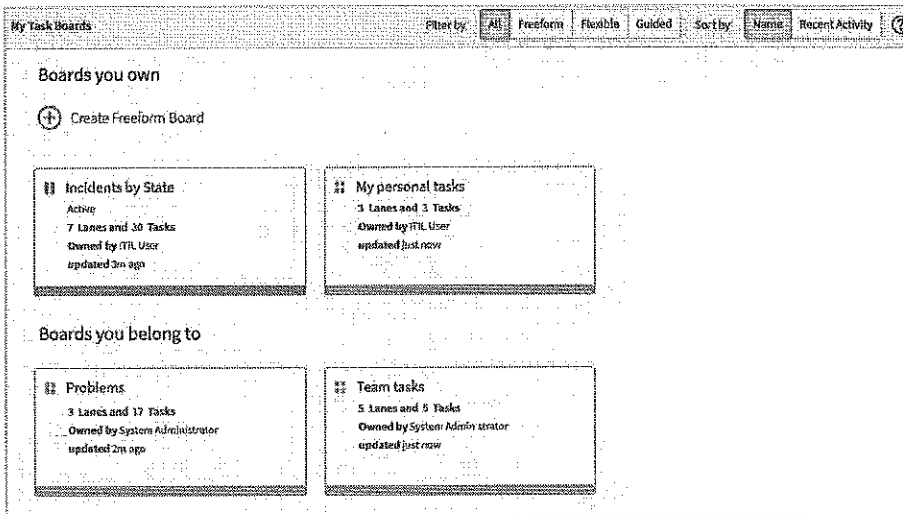 My Task Boards Filter by All Freeform Flexible Guided Sort by Name Recent Activity ?
Boards you own
Create Freeform Board
Incidents by State
Active
7 Lanes and 30 Tasks
Owned by ITIL User
updated 3m ago
My personal tasks
3 Lanes and 3 Tasks
Owned by ITIL User
updated just now
Boards you belong to
Problems
3 Lanes and 17 Tasks
Owned by System Administrator
updated 2m ago
Team tasks
5 Lanes and Tasks
Owned by System Administrator
updated just now